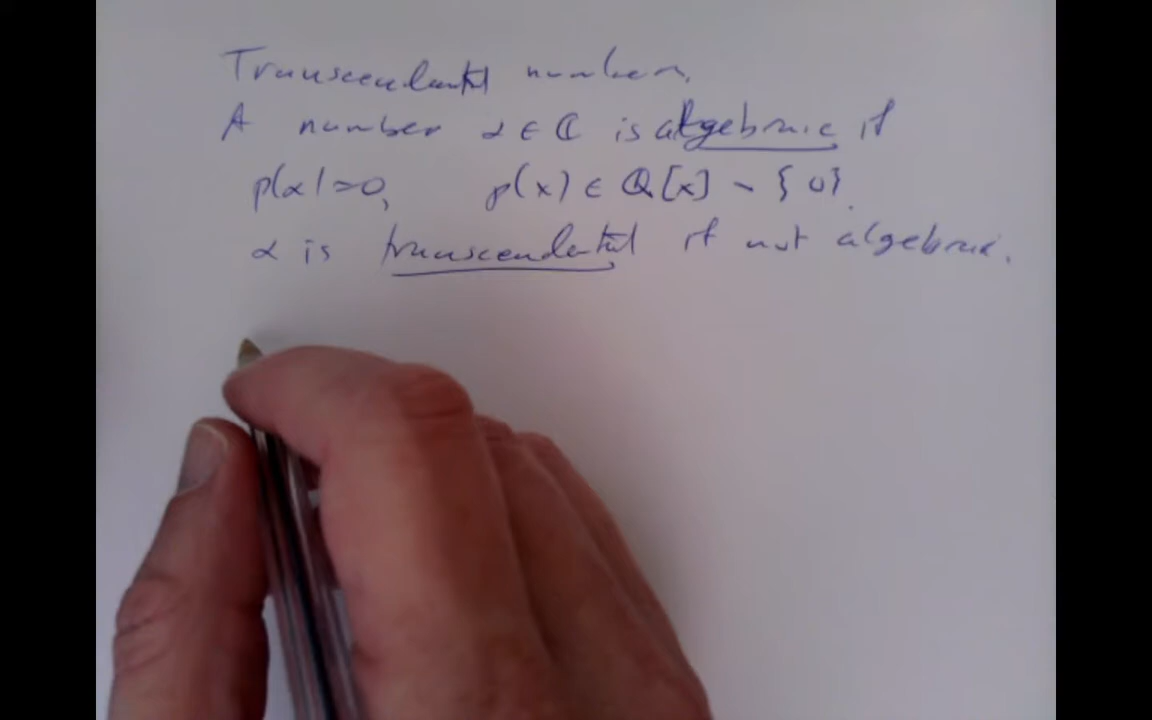 Transcendental numbers.
A number α ∈ ℂ is algebraic if
p(α) = 0, p(x) ∈ ℚ[x] ∖ {0}.
α is transcendental if not algebraic.